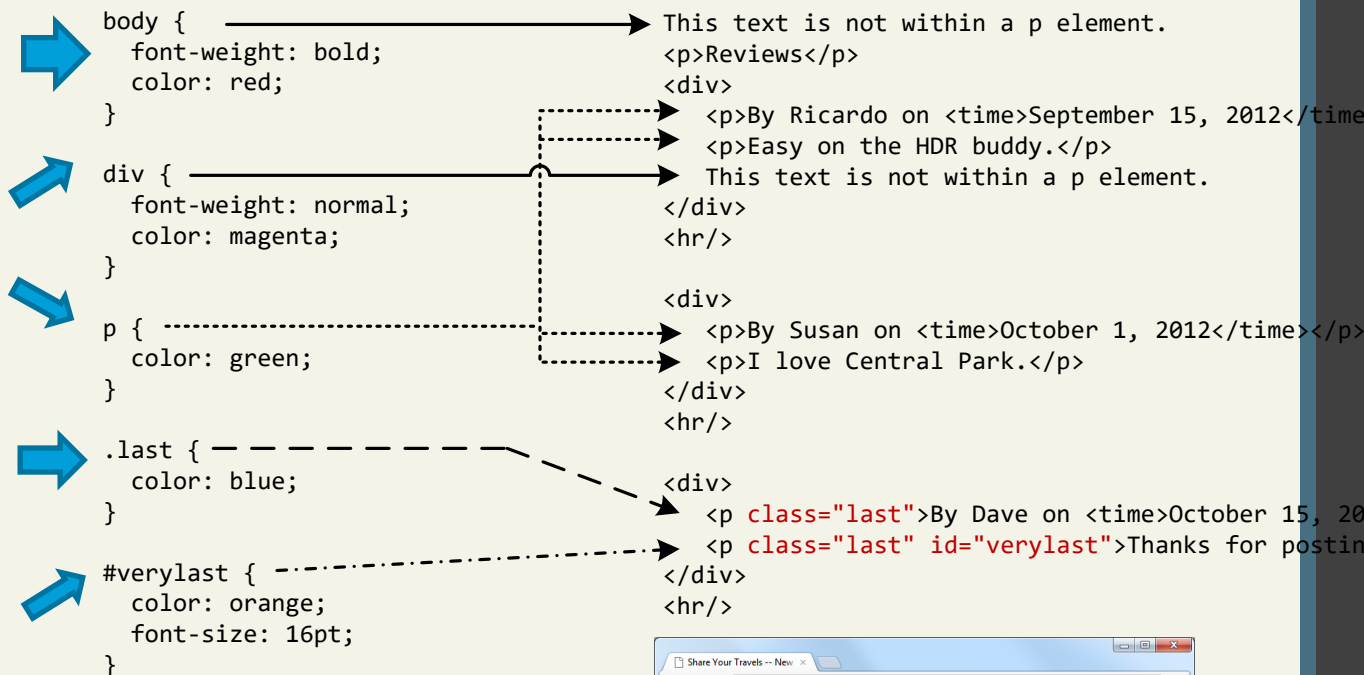 body {
font-weight: bold;
color: red;
}
div {
font-weight: normal;
color: magenta;
}
p {
color: green;
}
.last {
color: blue;
}
#verylast {
color: orange;
font-size: 16pt;
}
This text is not within a p element.
<p>Reviews</p>
<div>
<p>By Ricardo on <time>September 15, 2012</time
<p>Easy on the HDR buddy.</p>
This text is not within a p element.
</div>
<hr/>
<div>
<p>By Susan on <time>October 1, 2012</time></p>
<p>I love Central Park.</p>
</div>
<hr/>
<div>
<p class="last">By Dave on <time>October 15, 20
<p class="last" id="verylast">Thanks for postin
</div>
<hr/>
Share Your Travels -- New